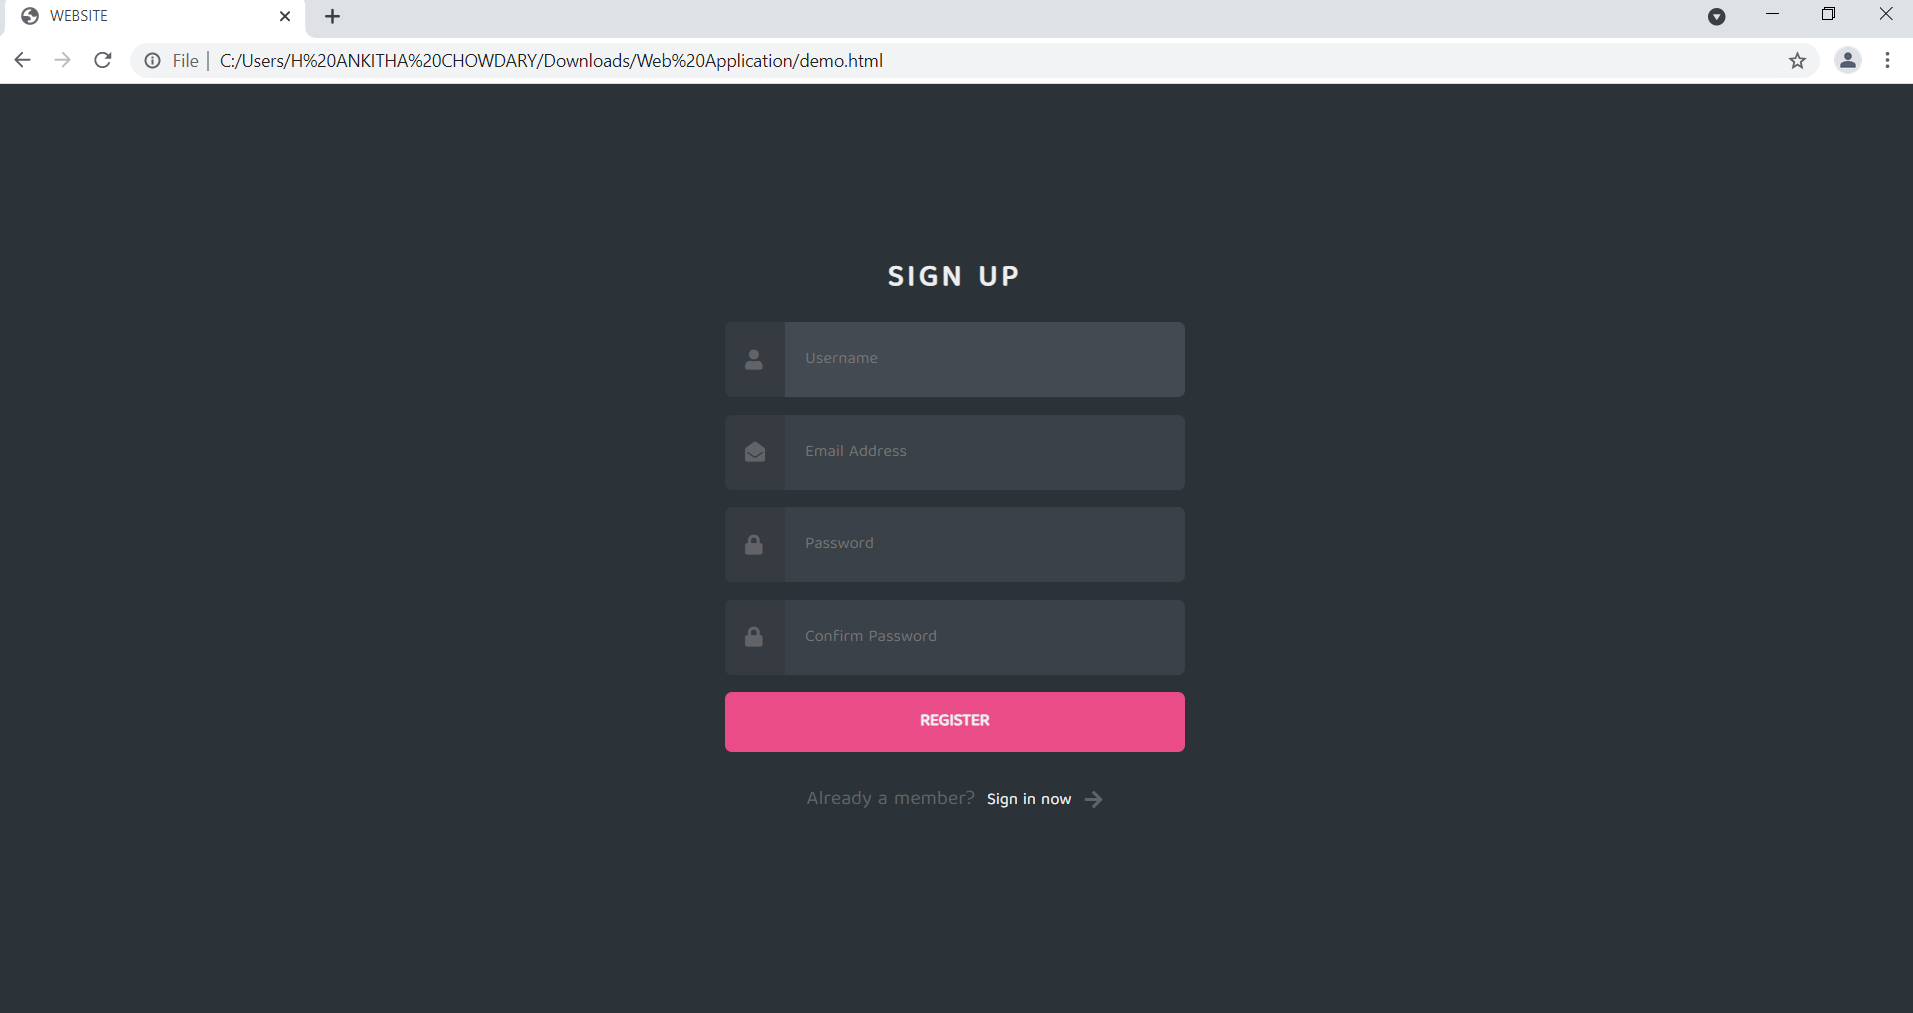 WEBSITE
File | C:/Users/H%20ANKITHA%20CHOWDARY/Downloads/Web%20Application/demo.html
SIGN UP
Username
Email Address
Password
Confirm Password
REGISTER
Already a member? Sign in now